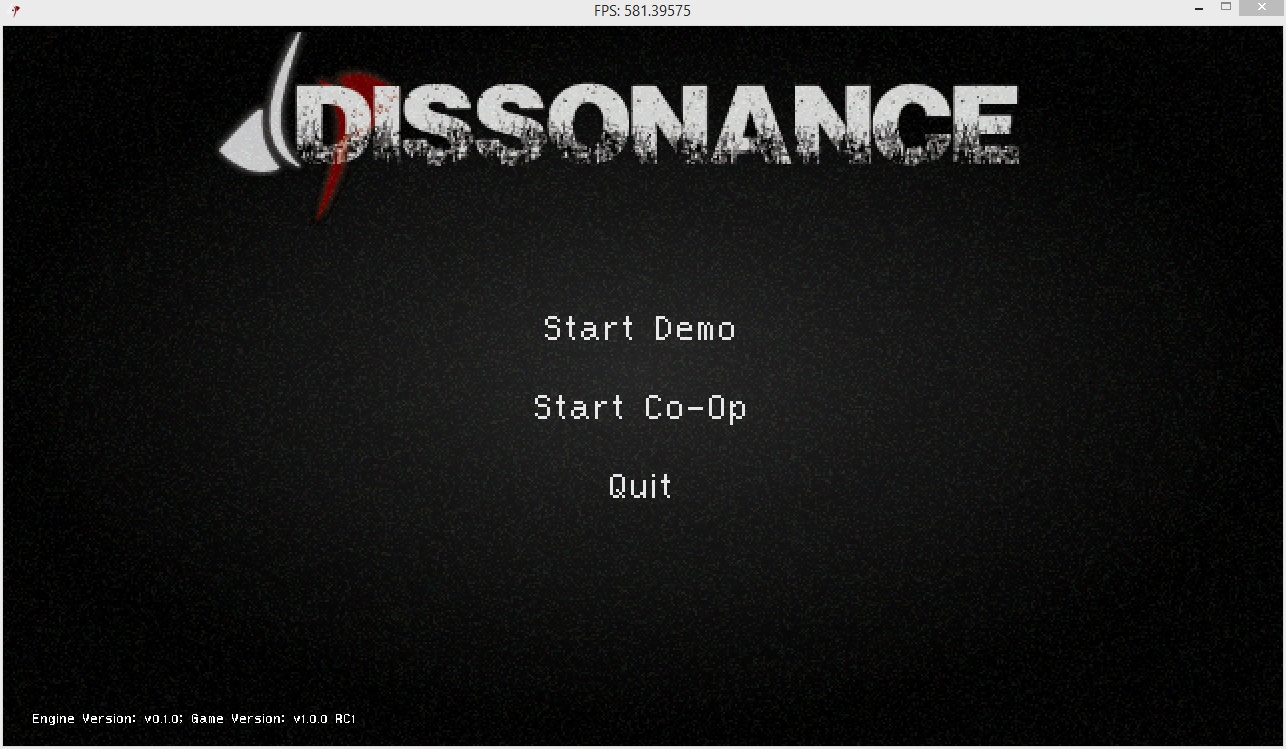 FPS: 581.39575
DISSONANCE
Start Demo
Start Co-Op
Quit
Engine Version: v0.1.0; Game Version: v1.0.0 RC1